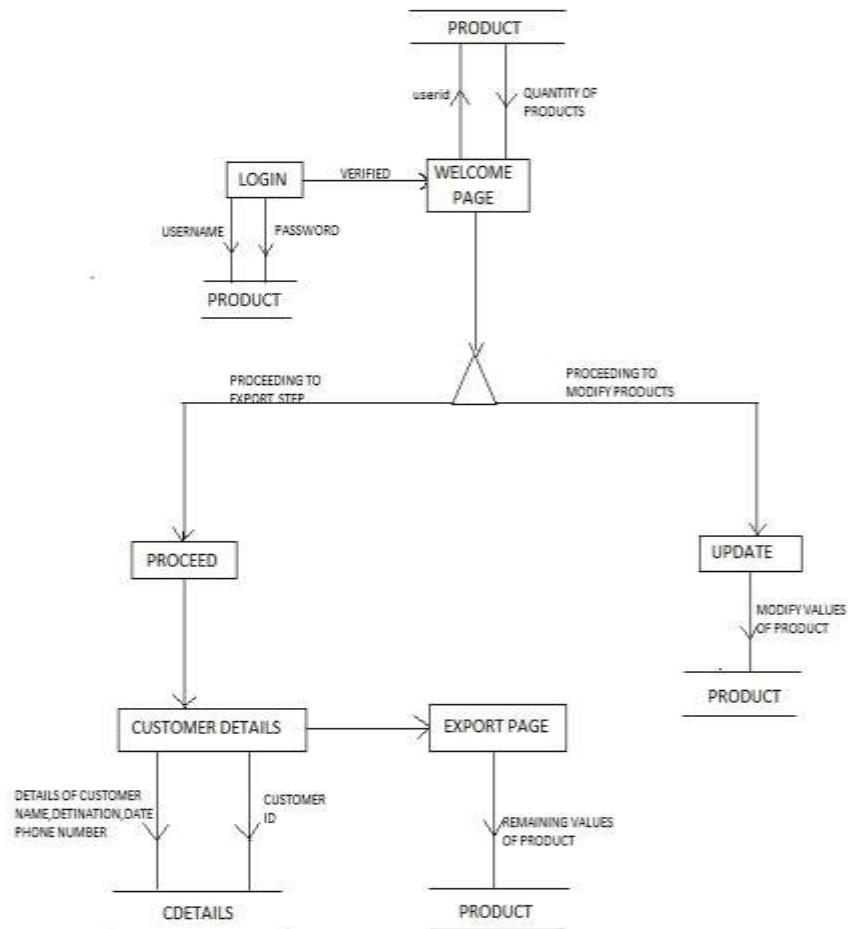 PRODUCT
userid
QUANTITY OF
PRODUCTS
LOGIN
VERIFIED
WELCOME
PAGE
USERNAME
PASSWORD
PRODUCT
PROCEEDING TO
EXPORT STEP
PROCEEDING TO
MODIFY PRODUCTS
PROCEED
UPDATE
MODIFY VALUES
OF PRODUCT
PRODUCT
CUSTOMER DETAILS
EXPORT PAGE
DETAILS OF CUSTOMER
NAME,DETINATION,DATE
PHONE NUMBER
CUSTOMER
ID
REMAINING VALUES
OF PRODUCT
CDETAILS
PRODUCT